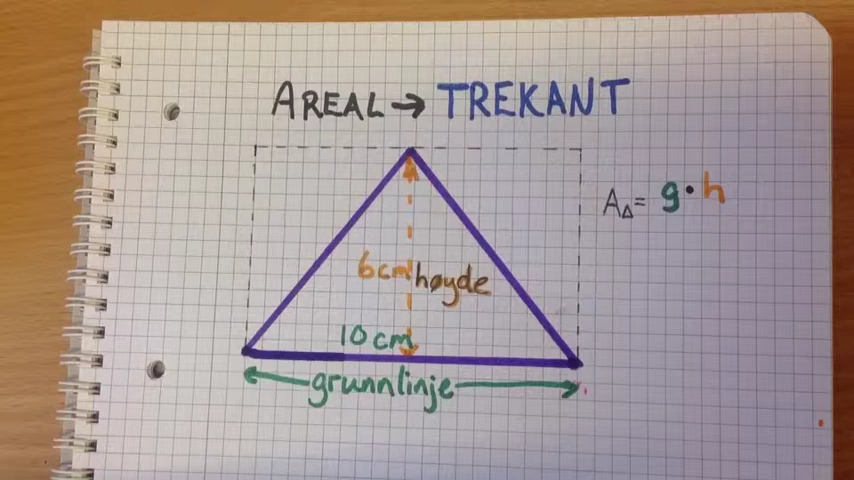 AREAL → TREKANT
A△= g·h
6cm høyde
10 cm
grunnlinje